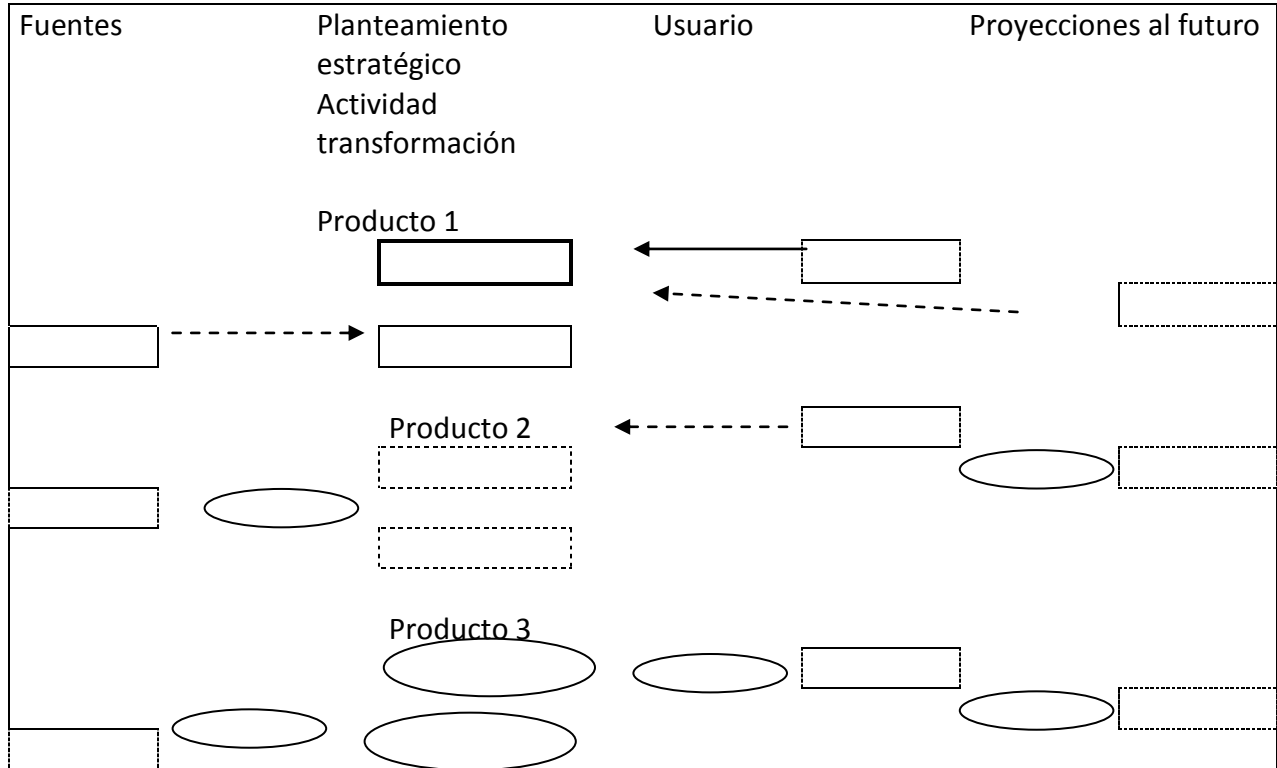 Fuentes
Planteamiento
estratégico
Actividad
transformación
Usuario
Proyecciones al futuro
Producto 1
Producto 2
Producto 3